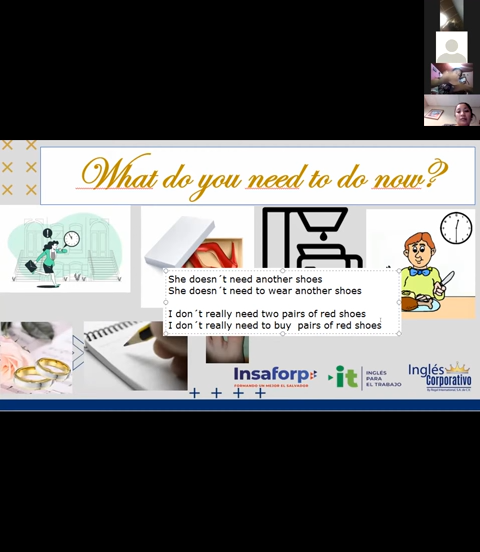 What do you need to do now?
She doesn´t need another shoes
She doesn´t need to wear another shoes
I don´t really need two pairs of red shoes
I don´t really need to buy  pairs of red shoes
Insaforp
FORMANDO UN MEJOR EL SALVADOR
it
INGLÉS
PARA
EL TRABAJO
Inglés
Corporativo